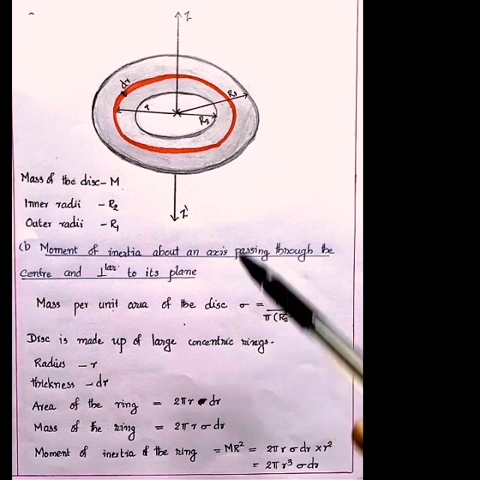 Z
dr
r
R₁
R₂
Z'
Mass of the disc - M
Inner radii - R₂
Outer radii - R₁
(b) Moment of inertia about an axis passing through the
centre and ⊥lar to its plane
Mass per unit area of the disc σ =
π(R
Disc is made up of large concentric rings.
Radius - r
thickness - dr
Area of the ring = 2πr dr
Mass of the ring = 2πr σ dr
Moment of inertia of the ring = MR² = 2πr σ dr × r²
= 2πr³ σ dr